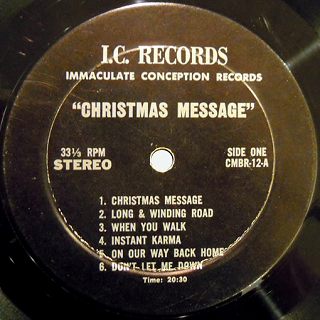 I.C. RECORDS
IMMACULATE CONCEPTION RECORDS
"CHRISTMAS MESSAGE"
33⅓ RPM
STEREO
SIDE ONE
CMBR-12-A
1. CHRISTMAS MESSAGE
2. LONG & WINDING ROAD
3. WHEN YOU WALK
4. INSTANT KARMA
5. ON OUR WAY BACK HOME
6. DON'T LET ME DOWN
Time: 20:30